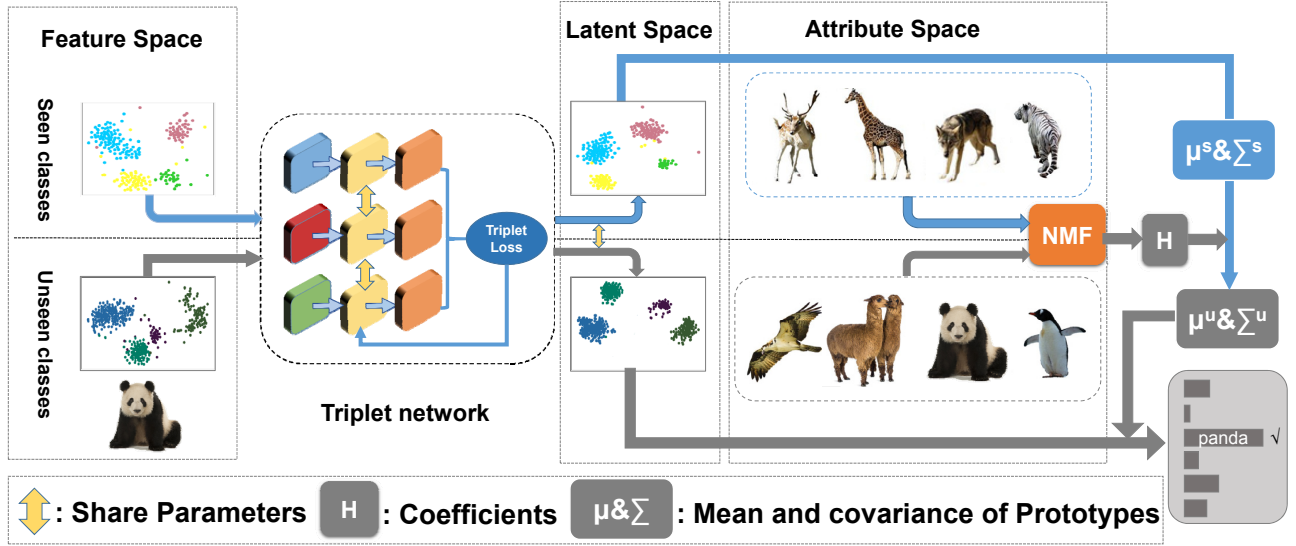 Feature Space
Latent Space
Attribute Space
Seen classes
Unseen classes
Triplet
Loss
Triplet network
NMF
H
μˢ&∑ˢ
μᵘ&∑ᵘ
panda √
: Share Parameters
H : Coefficients
μ&∑ : Mean and covariance of Prototypes